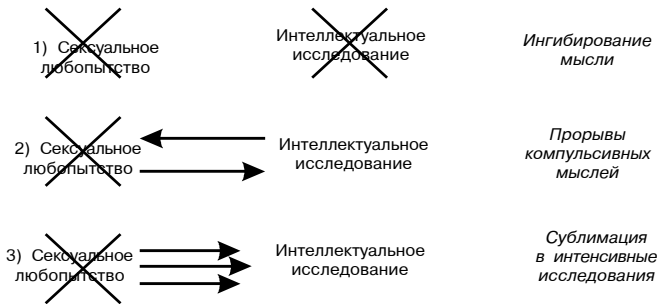 1) Сексуальное
любопытство
Интеллектуальное
исследование
Ингибирование
мысли
2) Сексуальное
любопытство
Интеллектуальное
исследование
Прорывы
компульсивных
мыслей
3) Сексуальное
любопытство
Интеллектуальное
исследование
Сублимация
в интенсивные
исследования